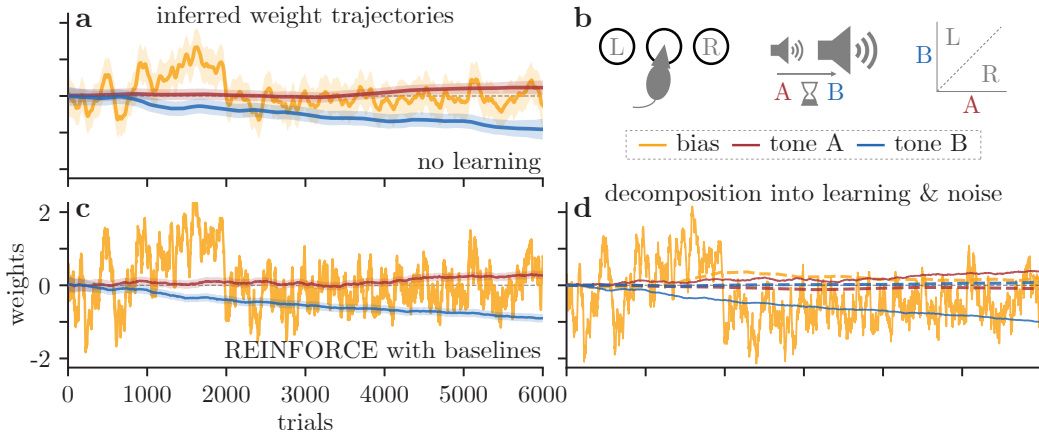 a
inferred weight trajectories
no learning
b
L
R
A
B
B
L
R
A
bias
tone A
tone B
c
REINFORCE with baselines
weights
2
0
-2
0
1000
2000
3000
4000
5000
6000
trials
decomposition into learning & noise
d